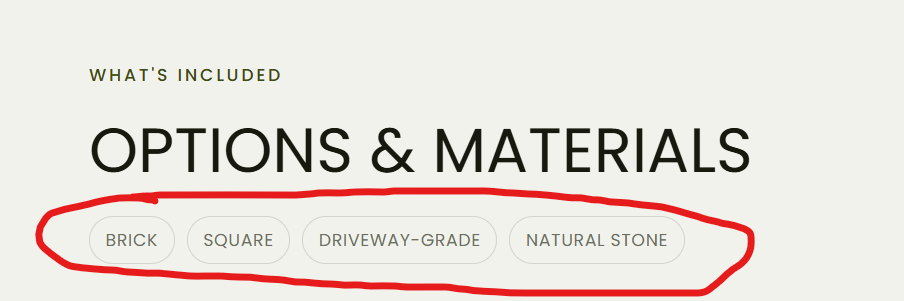 WHAT'S INCLUDED
OPTIONS & MATERIALS
BRICK SQUARE DRIVEWAY-GRADE NATURAL STONE